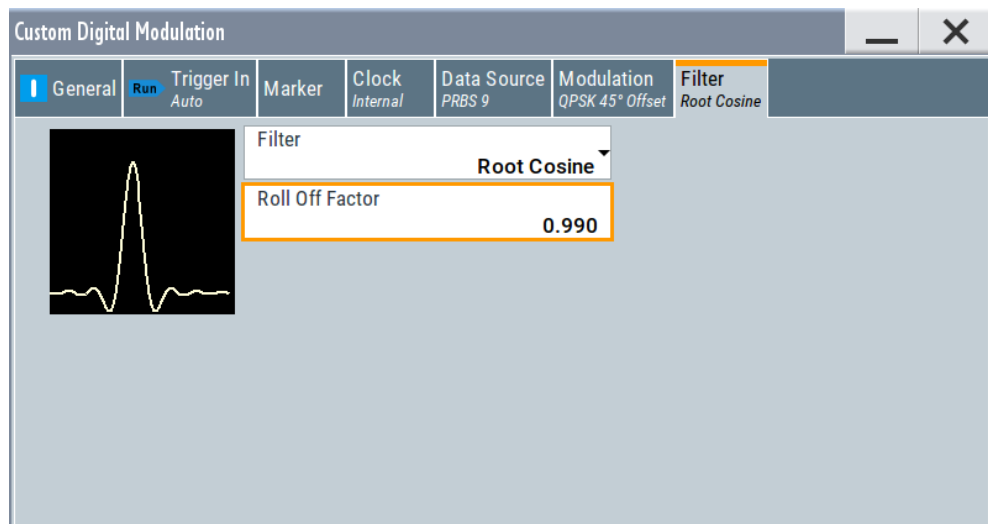 Custom Digital Modulation
General
Run Trigger In
Auto
Marker
Clock
Internal
Data Source
PRBS 9
Modulation
QPSK 45° Offset
Filter
Root Cosine
Filter
Root Cosine
Roll Off Factor
0.990